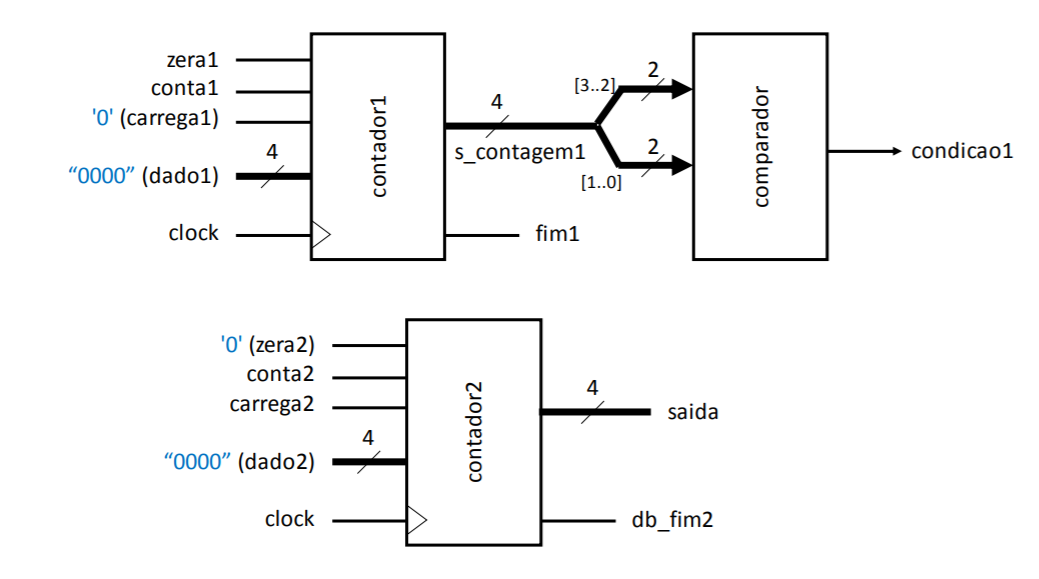 zera1
conta1
'0' (carrega1)
4
“0000” (dado1)
clock
contador1
4
s_contagem1
fim1
[3..2]
2
2
[1..0]
comparador
condicao1
'0' (zera2)
conta2
carrega2
4
“0000” (dado2)
clock
contador2
4
saida
db_fim2